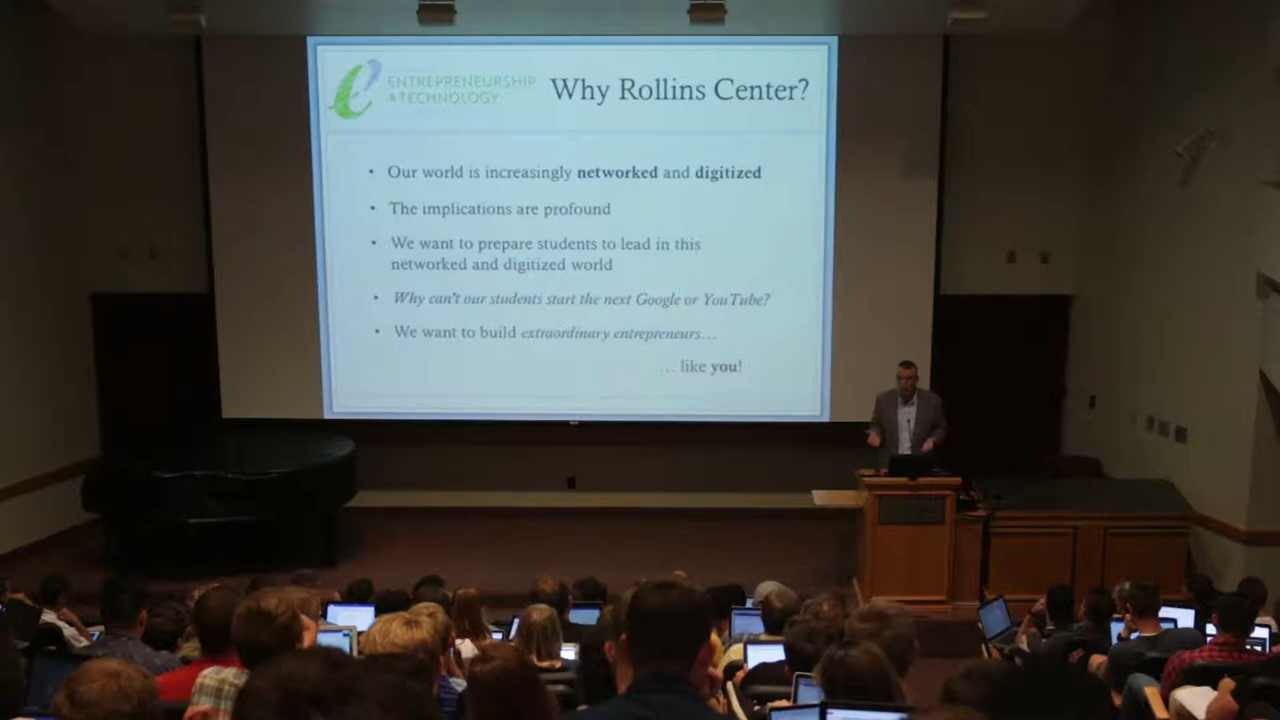 ENTREPRENEURSHIP
&TECHNOLOGY
Why Rollins Center?
• Our world is increasingly networked and digitized
• The implications are profound
• We want to prepare students to lead in this
networked and digitized world
• Why can't our students start the next Google or YouTube?
• We want to build extraordinary entrepreneurs...
... like you!